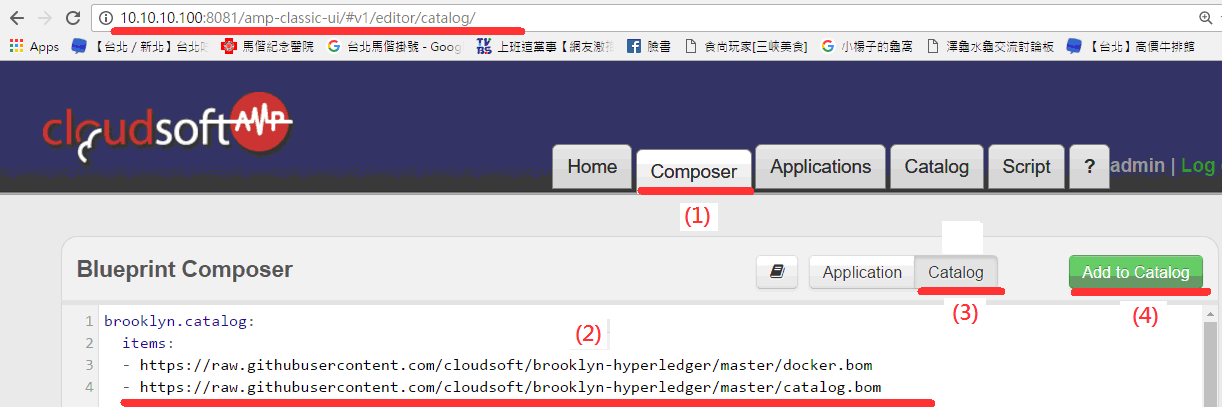 10.10.10.100:8081/amp-classic-ui/#v1/editor/catalog/
Apps 【台北 / 新北】台北 馬偕紀念醫院 台北馬偕掛號 - Goog TVBS 上班這黨事【網友激 臉書 食尚玩家[三峽美食] 小楊子的龜窩 澤龜水龜交流討論板 【台北】高價牛排館
cloudsoft AMP
Home Composer Applications Catalog Script ? admin | Log
(1)
Blueprint Composer Application Catalog Add to Catalog
(3) (4)
1 brooklyn.catalog:
(2)
2 items:
3 - https://raw.githubusercontent.com/cloudsoft/brooklyn-hyperledger/master/docker.bom
4 - https://raw.githubusercontent.com/cloudsoft/brooklyn-hyperledger/master/catalog.bom